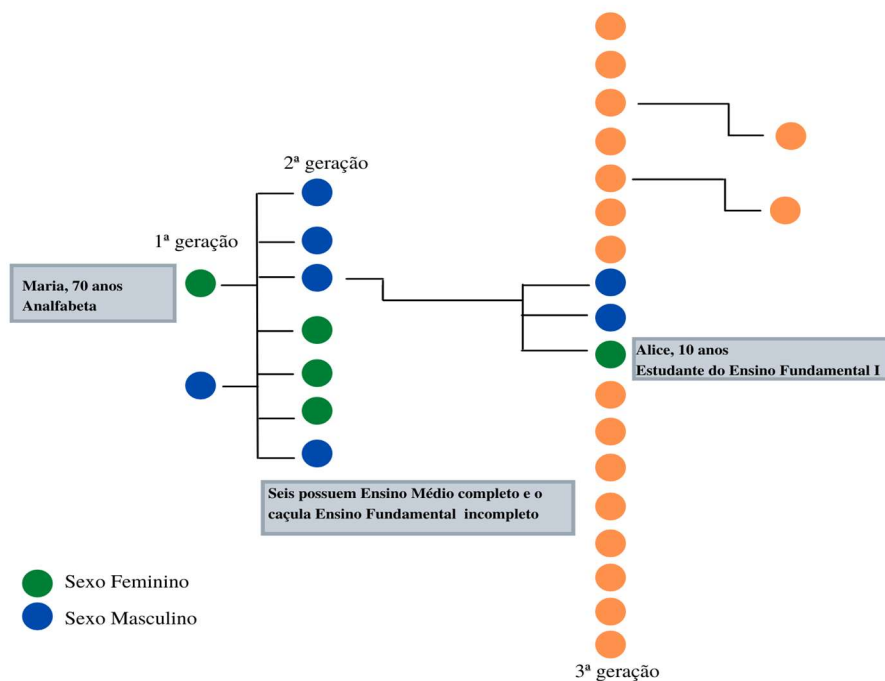 2ª geração
1ª geração
Maria, 70 anos
Analfabeta
Alice, 10 anos
Estudante do Ensino Fundamental I
Seis possuem Ensino Médio completo e o
caçula Ensino Fundamental incompleto
Sexo Feminino
Sexo Masculino
3ª geração